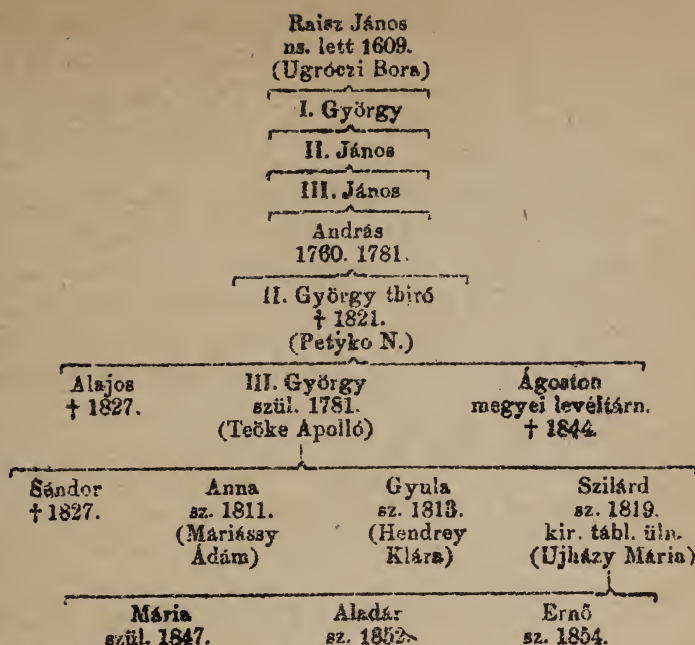 Raisz János
ns. lett 1609.
(Ugróczi Bora)
I. György
II. János
III. János
András
1760. 1781.
II. György tbiró
† 1821.
(Petyko N.)
Alajos III. György Ágoston
† 1827. szül. 1781. megyei levéltárn.
(Teöke Apolló) † 1844.
Sándor Anna Gyula Szilárd
† 1827. sz. 1811. sz. 1813. sz. 1819.
(Máriássy (Hendrey kir. tábl. üln.
Ádám) Klára) (Ujházy Mária)
Mária Aladár Ernő
szül. 1847. sz. 1852. sz. 1854.